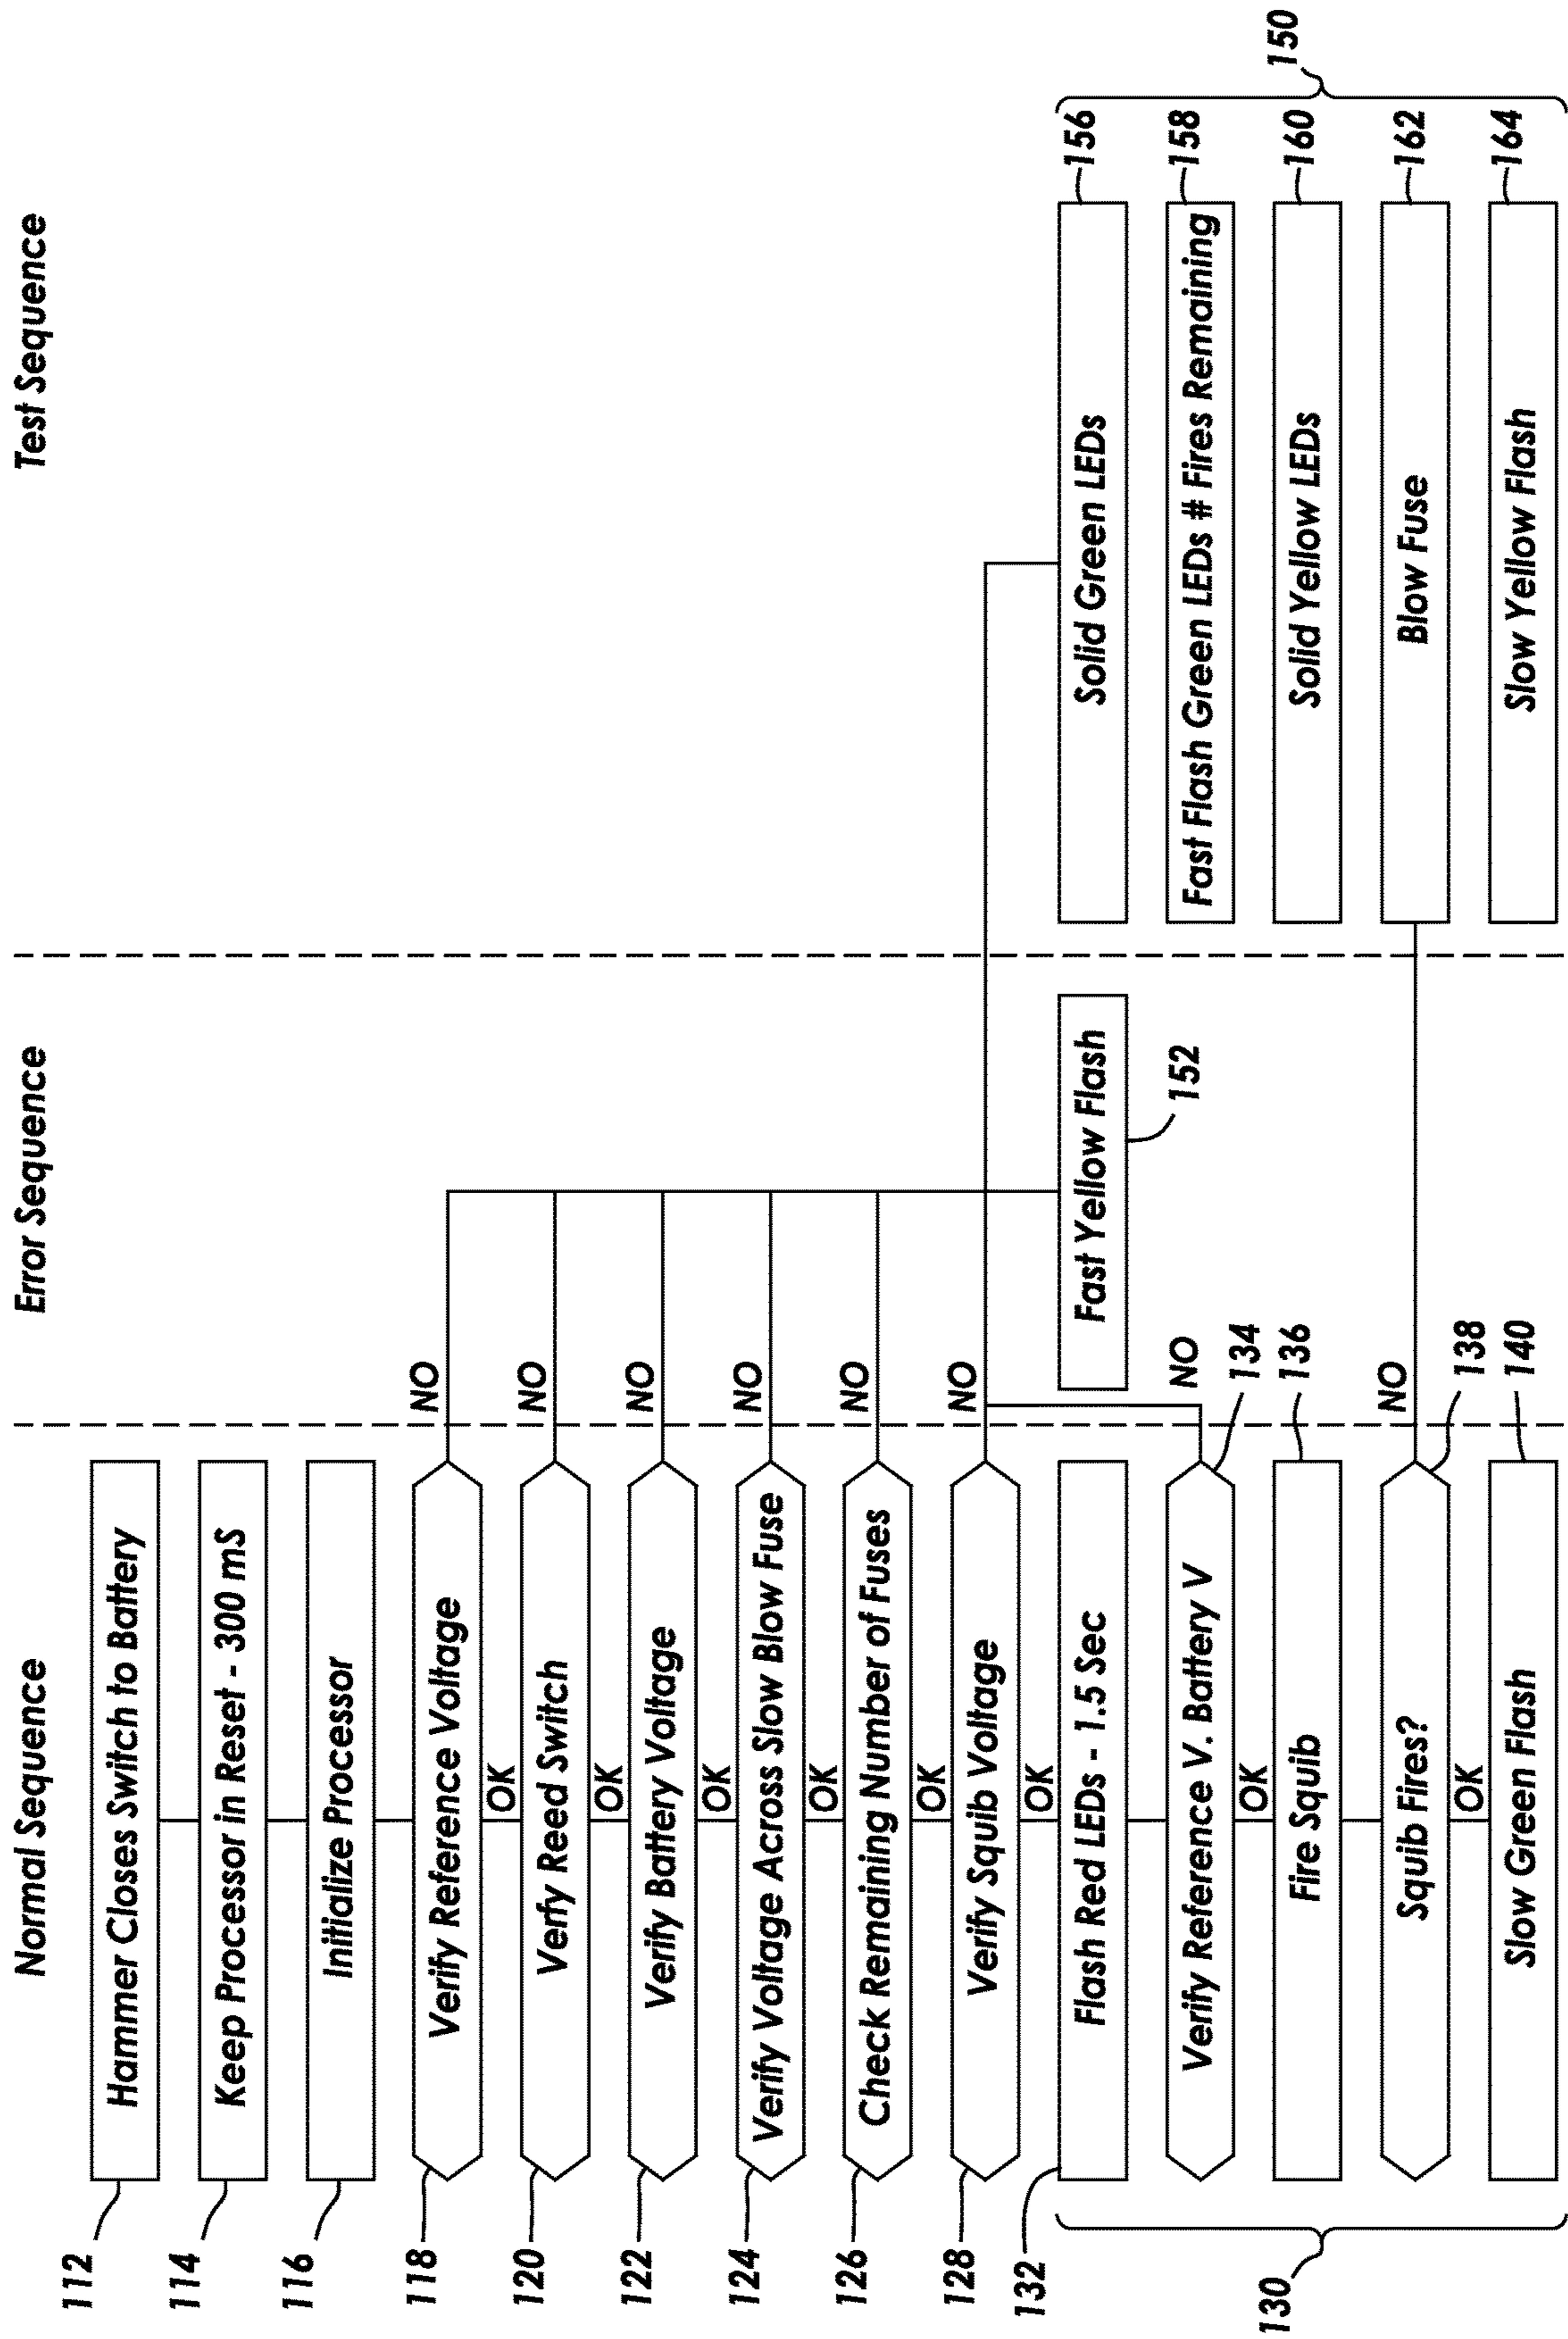 Normal Sequence
Error Sequence
Test Sequence
112
Hammer Closes Switch to Battery
114
Keep Processor in Reset - 300 mS
116
Initialize Processor
118
Verify Reference Voltage
NO
OK
120
Verfy Reed Switch
NO
OK
122
Verify Battery Voltage
NO
OK
124
Verify Voltage Across Slow Blow Fuse
NO
OK
126
Check Remaining Number of Fuses
NO
OK
128
Verify Squib Voltage
NO
OK
132
Flash Red LEDs - 1.5 Sec
Fast Yellow Flash
152
Solid Green LEDs
156
Verify Reference V. Battery V
NO
134
Fast Flash Green LEDs # Fires Remaining
158
OK
130
Fire Squib
136
Solid Yellow LEDs
160
150
Squib Fires?
NO
138
Blow Fuse
162
OK
Slow Green Flash
140
Slow Yellow Flash
164